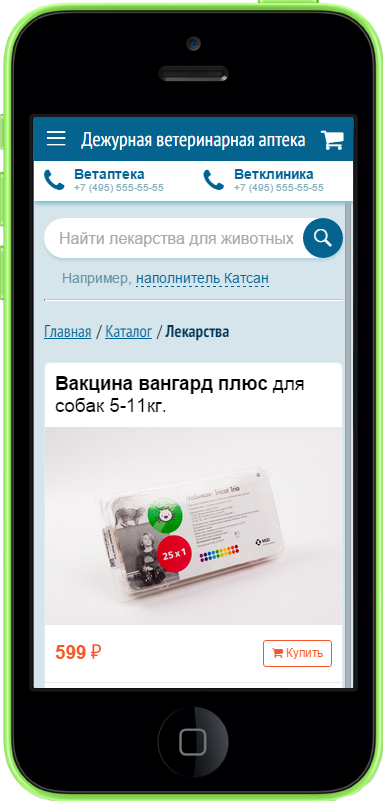 Дежурная ветеринарная аптека
Ветаптека
+7 (495) 555-55-55
Ветклиника
+7 (495) 555-55-55
Найти лекарства для животных
Например, наполнитель Катсан
Главная / Каталог / Лекарства
Вакцина вангард плюс для
собак 5-11кг.
Nobivac Tricat Trio
25 x 1
MSD
599 ₽
Купить